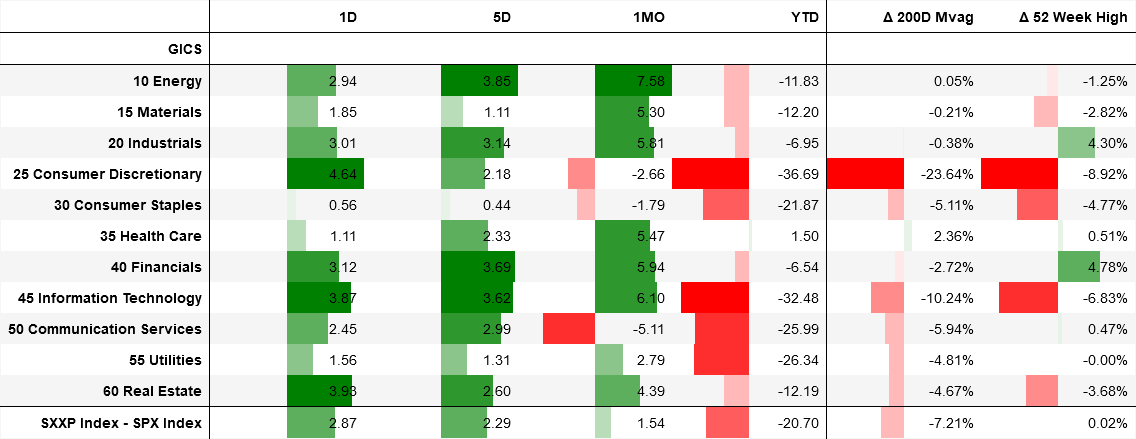 1D 5D 1MO YTD Δ 200D Mvag Δ 52 Week High
GICS
10 Energy 2.94 3.85 7.58 -11.83 0.05% -1.25%
15 Materials 1.85 1.11 5.30 -12.20 -0.21% -2.82%
20 Industrials 3.01 3.14 5.81 -6.95 -0.38% 4.30%
25 Consumer Discretionary 4.64 2.18 -2.66 -36.69 -23.64% -8.92%
30 Consumer Staples 0.56 0.44 -1.79 -21.87 -5.11% -4.77%
35 Health Care 1.11 2.33 5.47 1.50 2.36% 0.51%
40 Financials 3.12 3.69 5.94 -6.54 -2.72% 4.78%
45 Information Technology 3.87 3.62 6.10 -32.48 -10.24% -6.83%
50 Communication Services 2.45 2.99 -5.11 -25.99 -5.94% 0.47%
55 Utilities 1.56 1.31 2.79 -26.34 -4.81% -0.00%
60 Real Estate 3.93 2.60 4.39 -12.19 -4.67% -3.68%
SXXP Index - SPX Index 2.87 2.29 1.54 -20.70 -7.21% 0.02%